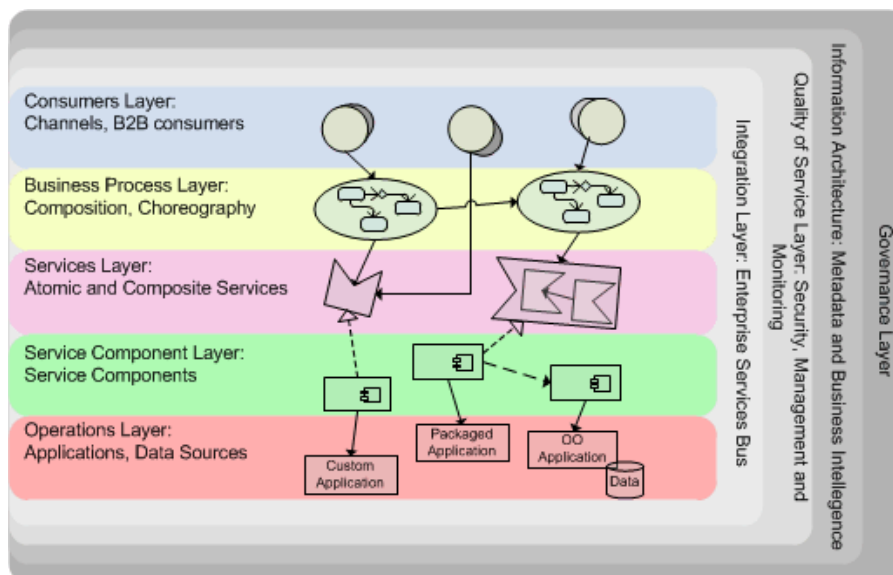 Consumers Layer:
Channels, B2B consumers
Business Process Layer:
Composition, Choreography
Services Layer:
Atomic and Composite Services
Service Component Layer:
Service Components
Operations Layer:
Applications, Data Sources
Custom
Application
Packaged
Application
OO
Application
Data
Integration Layer: Enterprise Services Bus
Quality of Service Layer: Security, Management and
Monitoring
Information Architecture: Metadata and Business Intellegence
Governance Layer